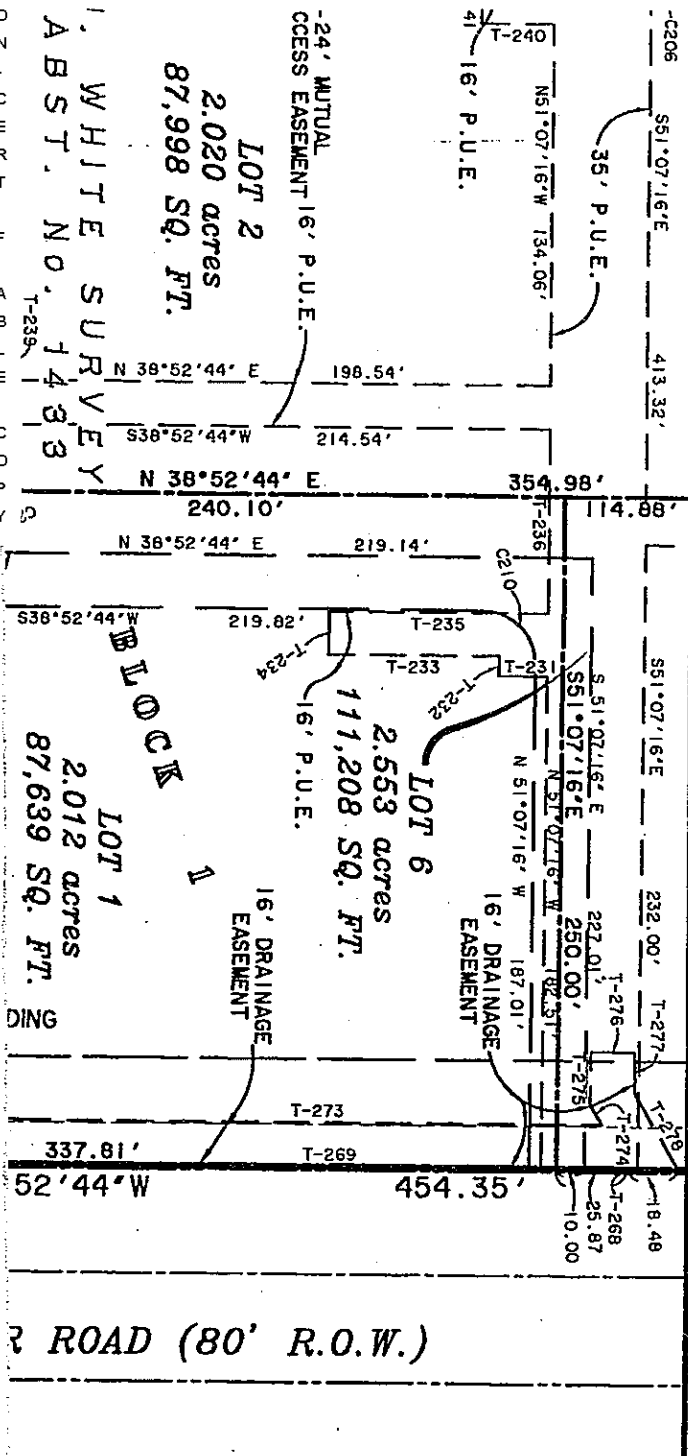 -C206
S51°07'16"E
413.32'
S51°07'16"E
232.00'
T-277
T-278
18.48
T-240
41
16' P.U.E.
N51°07'16"W 134.06'
35' P.U.E.
-24' MUTUAL
CCESS EASEMENT
16' P.U.E.
LOT 2
2.020 acres
87,998 SQ. FT.
WHITE SURVEY
ABST. No. 1433
T-239
N 38°52'44" E 198.54'
S38°52'44"W 214.54'
N 38°52'44" E 354.98'
240.10'
114.88'
T-236
N 38°52'44" E 219.14'
C210
S38°52'44"W 219.82'
T-235
T-234
T-233
T-232
T-231
16' P.U.E.
S 51°07'16" E 227.01'
S51°07'16"E 250.00'
N 51°07'16" W 182.51'
N 51°07'16" W 187.01'
T-276
T-275
T-274
T-268
25.87
10.00
LOT 6
2.553 acres
111,208 SQ. FT.
BLOCK 1
LOT 1
2.012 acres
87,639 SQ. FT.
16' DRAINAGE
EASEMENT
16' DRAINAGE
EASEMENT
DING
T-273
337.81'
T-269
52'44"W
454.35'
R ROAD (80' R.O.W.)